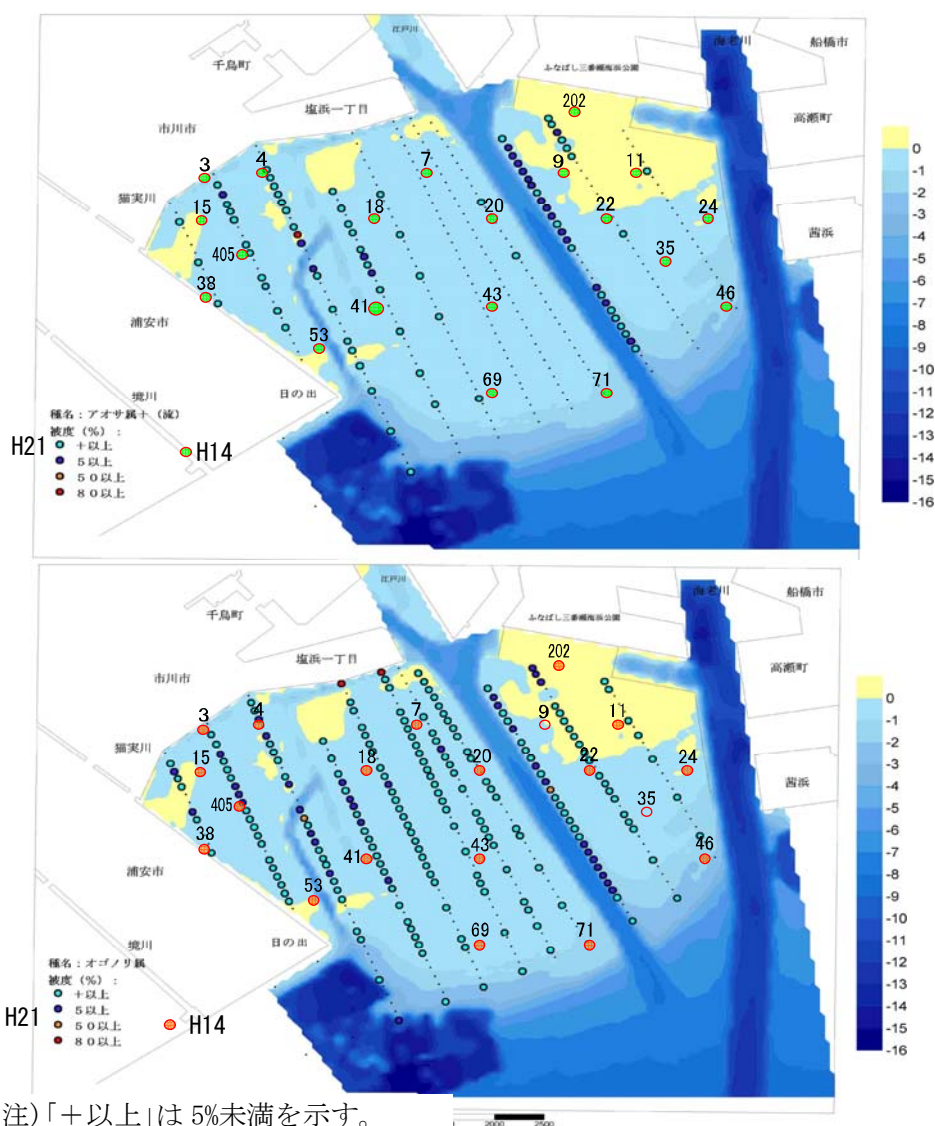 江戸川
海老川
船橋市
千鳥町
ふなばし三番瀬海浜公園
塩浜一丁目
202
高瀬町
市川市
0
-1
3
4
7
9
11
-2
猫実川
-3
15
18
20
22
24
茜浜
-4
405
35
-5
-6
38
41
43
46
-7
浦安市
-8
53
-9
-10
境川
日の出
69
71
-11
種名：アオサ属+（流）
-12
被度（%）：
-13
H21
+以上
H14
-14
5以上
-15
50以上
-16
80以上
江戸川
海老川
船橋市
千鳥町
ふなばし三番瀬海浜公園
塩浜一丁目
202
高瀬町
市川市
0
3
4
7
9
11
-1
猫実川
-2
15
18
20
22
24
-3
茜浜
405
35
-4
-5
38
41
43
46
-6
浦安市
-7
53
-8
-9
境川
日の出
69
71
-10
種名：オゴノリ属
-11
被度（%）：
-12
+以上
-13
H21
5以上
H14
-14
50以上
-15
80以上
-16
注)「＋以上」は 5%未満を示す。
2000
2500